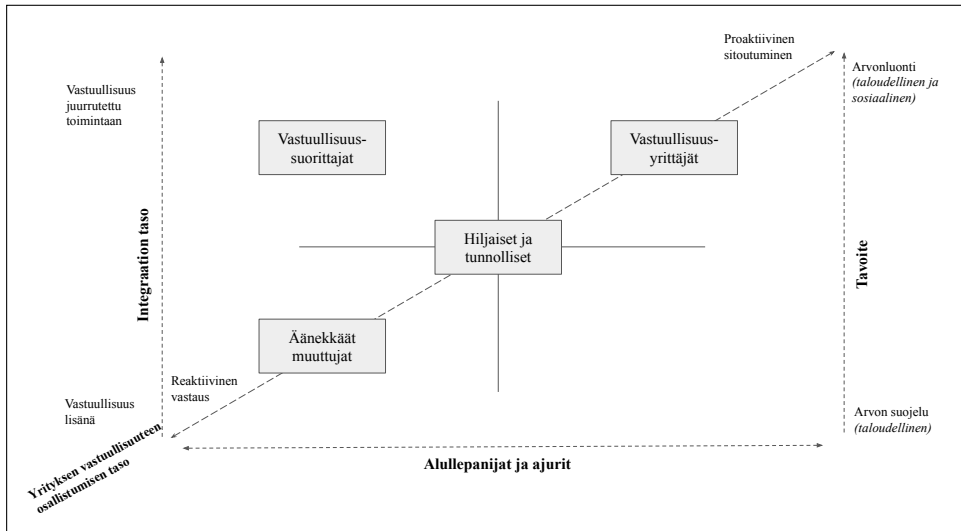 Proaktiivinen
sitoutuminen
Arvonluonti
(taloudellinen ja
sosiaalinen)
Vastuullisuus
juurrutettu
toimintaan
Vastuullisuus-
suorittajat
Vastuullisuus-
yrittäjät
Integraation taso
Hiljaiset ja
tunnolliset
Tavoite
Äänekkäät
muuttujat
Reaktiivinen
vastaus
Vastuullisuus
lisänä
Arvon suojelu
(taloudellinen)
Yrityksen vastuullisuuteen
osallistumisen taso
Alullepanijat ja ajurit